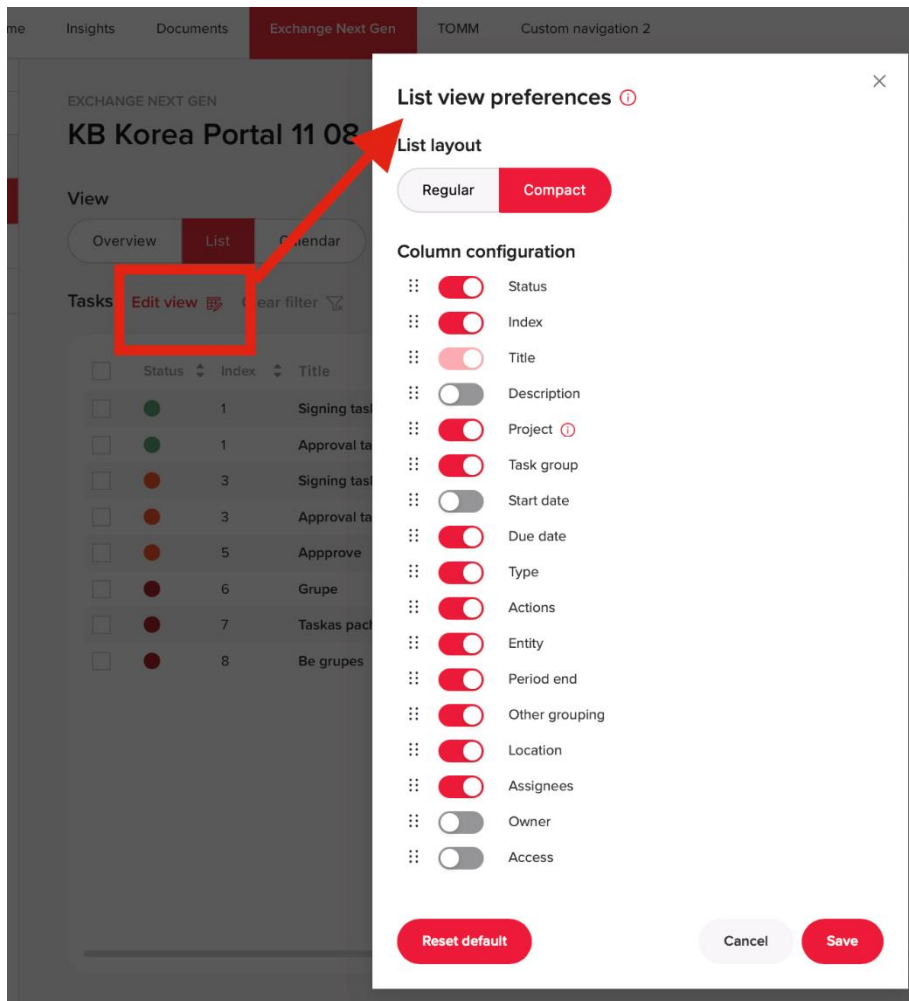 me Insights Documents Exchange Next Gen TOMM Custom navigation 2
EXCHANGE NEXT GEN
KB Korea Portal 11 08
View
Overview List Calendar
Tasks Edit view Clear filter
Status Index Title
1 Signing tas
1 Approval ta
3 Signing tas
3 Approval ta
5 Appprove
6 Grupe
7 Taskas pac
8 Be grupes
List view preferences
List layout
Regular Compact
Column configuration
Status
Index
Title
Description
Project
Task group
Start date
Due date
Type
Actions
Entity
Period end
Other grouping
Location
Assignees
Owner
Access
Reset default Cancel Save